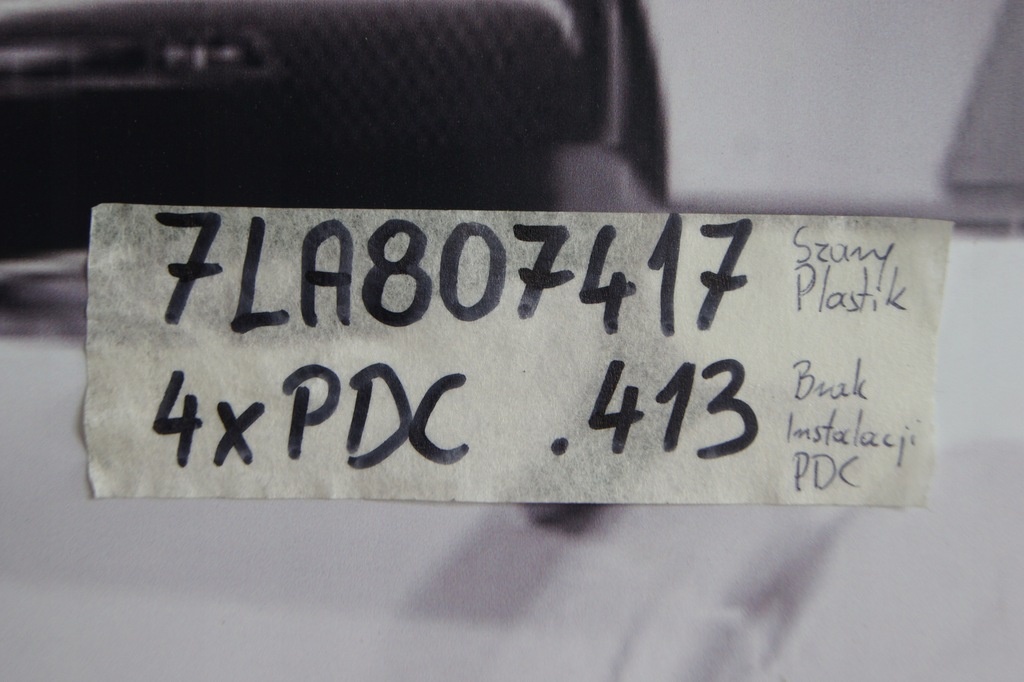 7LA807417
4xPDC .413
Szary
Plastik
Brak
Instalacji
PDC